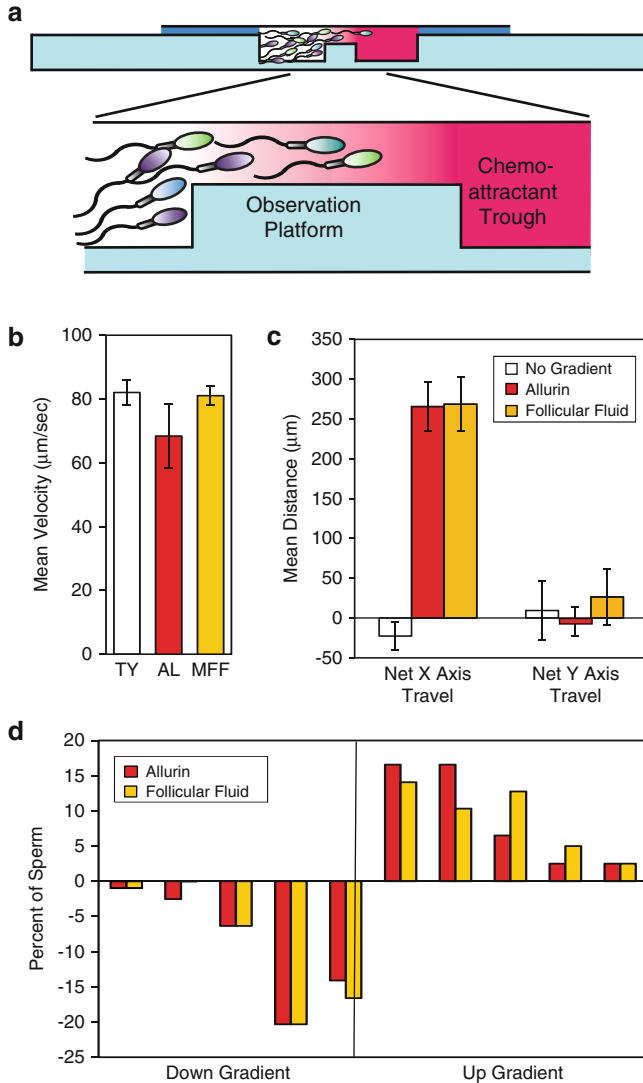 a
Observation
Platform
Chemo-
attractant
Trough
b
Mean Velocity (μm/sec)
100
80
60
40
20
0
TY AL MFF
c
Mean Distance (μm)
350
300
250
200
150
100
50
0
-50
No Gradient
Allurin
Follicular Fluid
Net X Axis
Travel
Net Y Axis
Travel
d
Percent of Sperm
20
15
10
5
0
-5
-10
-15
-20
-25
Allurin
Follicular Fluid
Down Gradient
Up Gradient